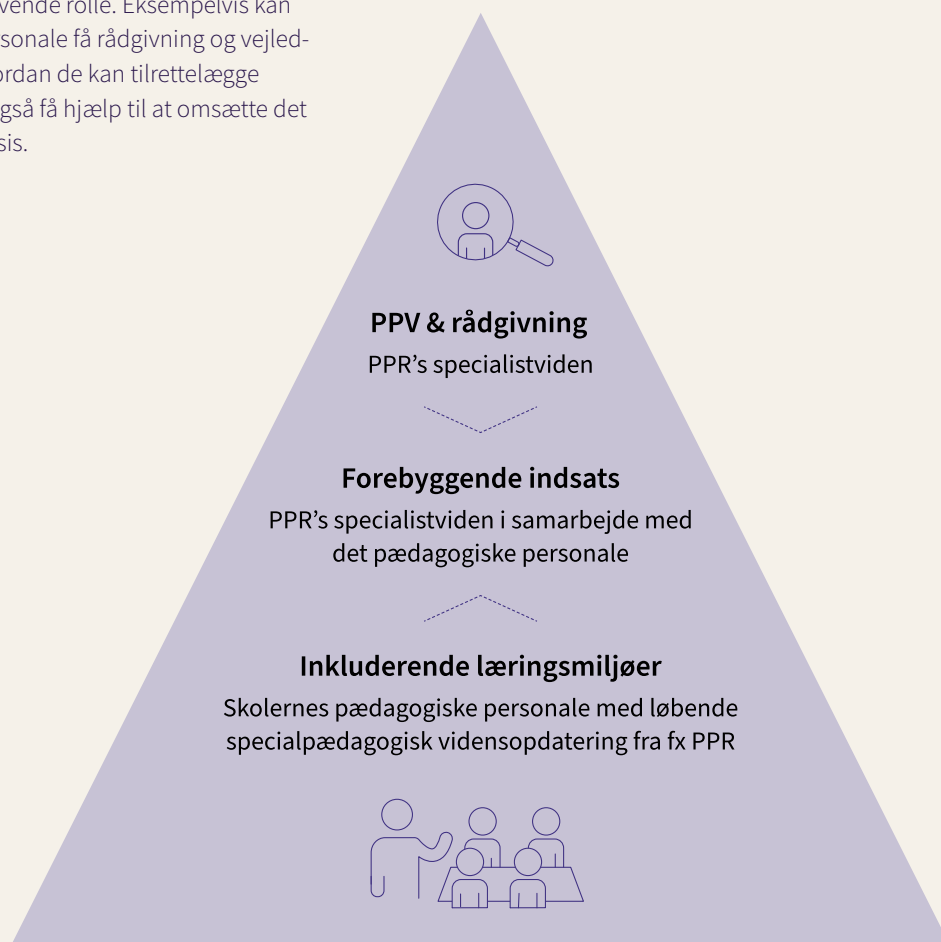 vende rolle. Eksempelvis kan
sonale få rådgivning og vejled-
ordan de kan tilrettelægge
gså få hjælp til at omsætte det
sis.
PPV & rådgivning
PPR’s specialistviden
Forebyggende indsats
PPR’s specialistviden i samarbejde med
det pædagogiske personale
Inkluderende læringsmiljøer
Skolernes pædagogiske personale med løbende
specialpædagogisk vidensopdatering fra fx PPR